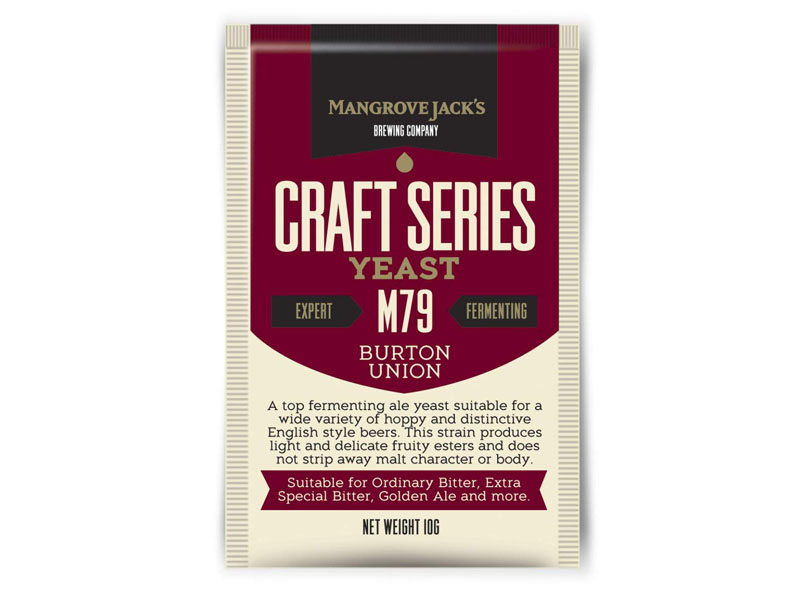 MANGROVE JACK'S
BREWING COMPANY
CRAFT SERIES
YEAST
EXPERT M79 FERMENTING
BURTON
UNION
A top fermenting ale yeast suitable for a
wide variety of hoppy and distinctive
English style beers. This strain produces
light and delicate fruity esters and does
not strip away malt character or body.
Suitable for Ordinary Bitter, Extra
Special Bitter, Golden Ale and more.
NET WEIGHT 10G